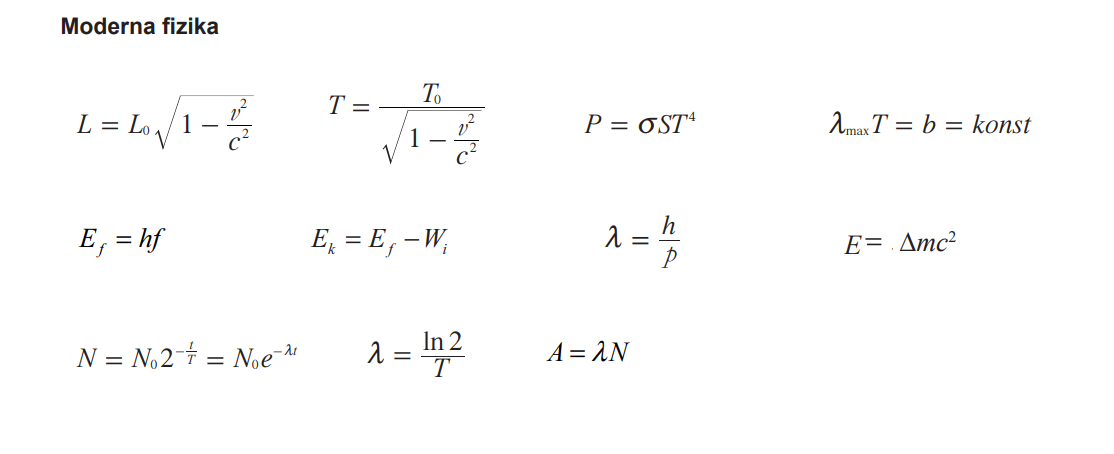 Moderna fizika
L = L₀√(1 − v²/c²) T = T₀/√(1 − v²/c²) P = σST⁴ λmaxT = b = konst
E_f = hf E_k = E_f − W_i λ = h/p E = . Δmc²
N = N₀2^(−t/T) = N₀e^(−λt) λ = ln 2/T A = λN